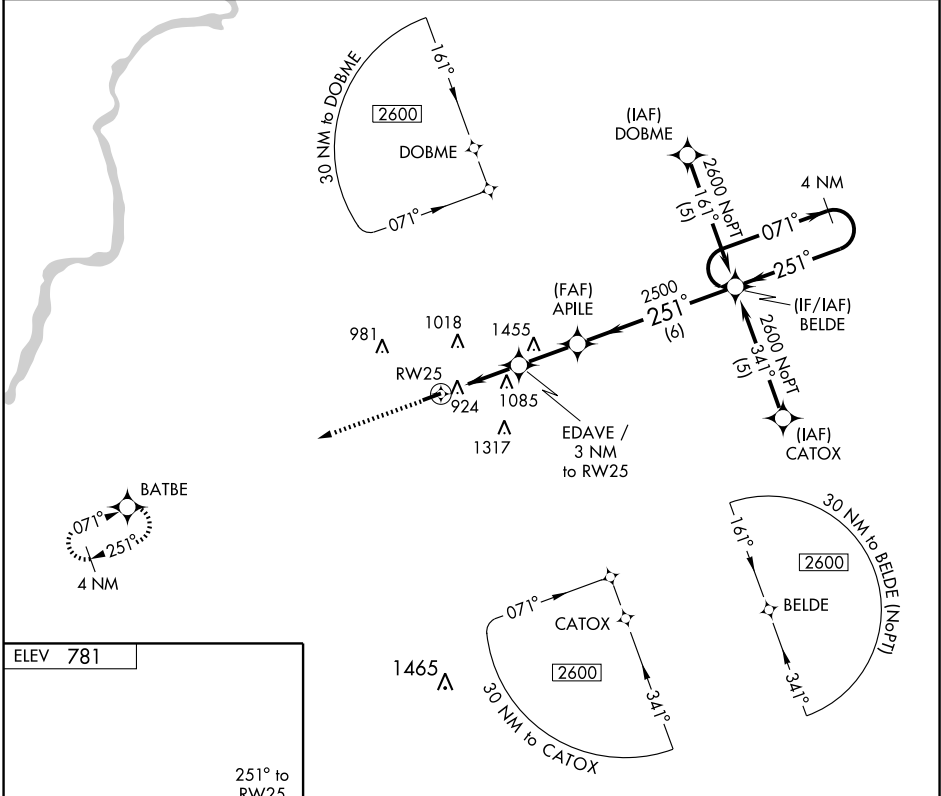 161°
30 NM to DOBME
2600
DOBME
071°
(IAF)
DOBME
2600 NoPT
161°
(5)
4 NM
071°
251°
(IF/IAF)
BELDE
2500
251°
(6)
(FAF)
APILE
2600 NoPT
341°
(5)
(IAF)
CATOX
981
1018
1455
RW25
924
1085
1317
EDAVE /
3 NM
to RW25
BATBE
071°
251°
4 NM
30 NM to BELDE (NoPT)
161°
2600
BELDE
341°
071°
CATOX
2600
341°
30 NM to CATOX
1465
ELEV 781
251° to
RW25